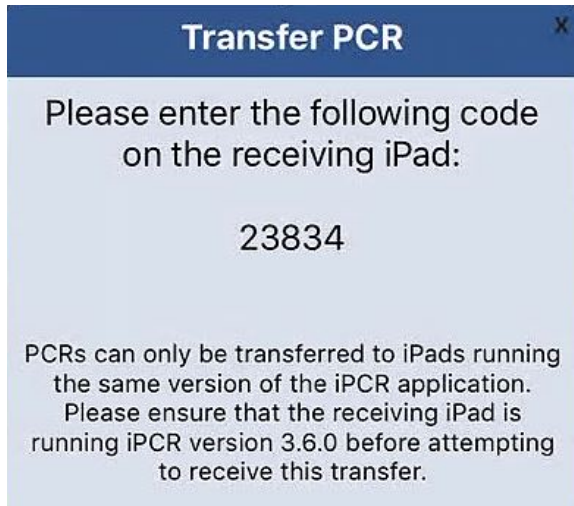 Transfer PCR
x
Please enter the following code
on the receiving iPad:
23834
PCRs can only be transferred to iPads running
the same version of the iPCR application.
Please ensure that the receiving iPad is
running iPCR version 3.6.0 before attempting
to receive this transfer.